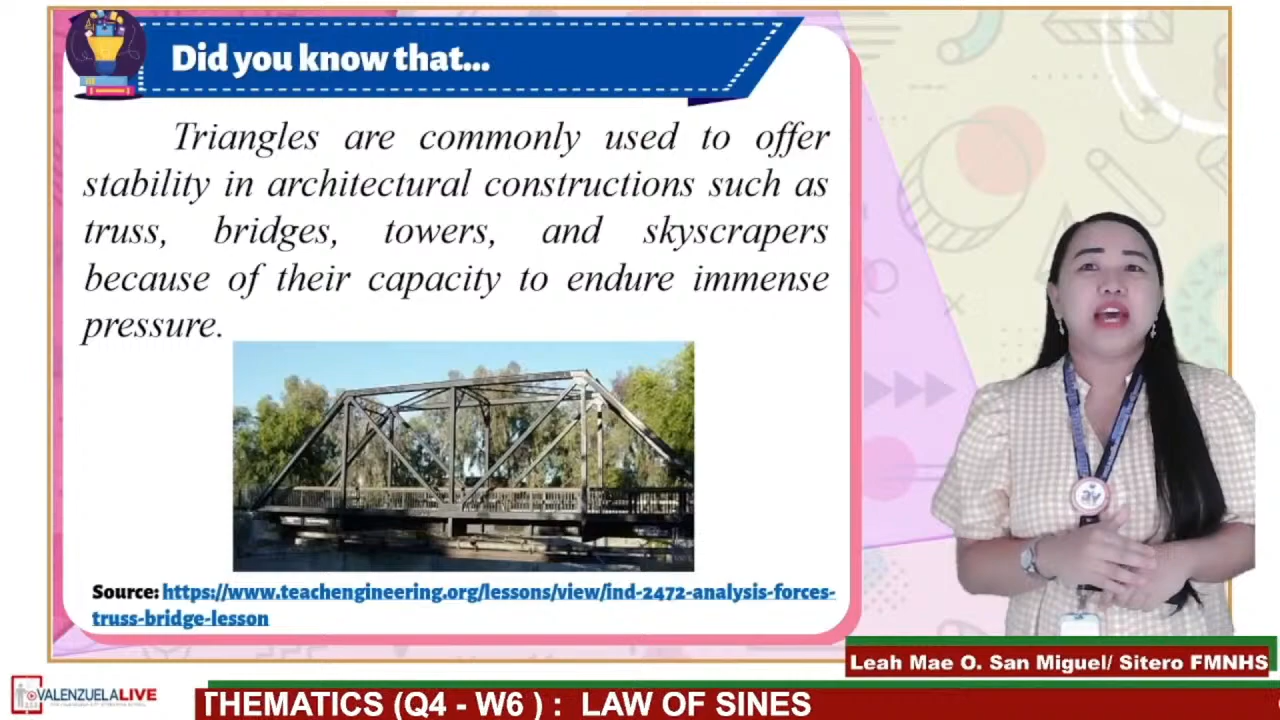 Did you know that...
Triangles are commonly used to offer
stability in architectural constructions such as
truss, bridges, towers, and skyscrapers
because of their capacity to endure immense
pressure.
Source: https://www.teachengineering.org/lessons/view/ind-2472-analysis-forces-
truss-bridge-lesson
Leah Mae O. San Miguel/ Sitero FMNHS
VALENZUELALIVE
THEMATICS (Q4 - W6 ) : LAW OF SINES